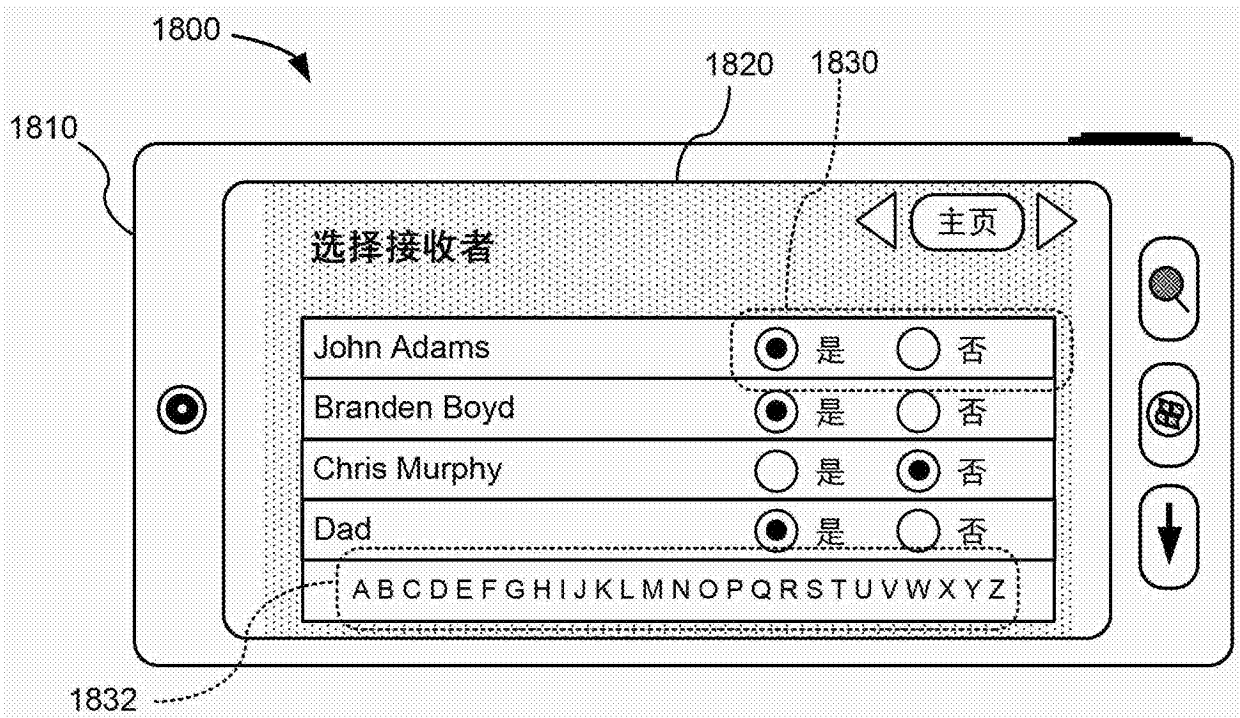 1800
1820 1830
1810
主页
选择接收者
John Adams 是 否
Branden Boyd 是 否
Chris Murphy 是 否
Dad 是 否
A B C D E F G H I J K L M N O P Q R S T U V W X Y Z
1832